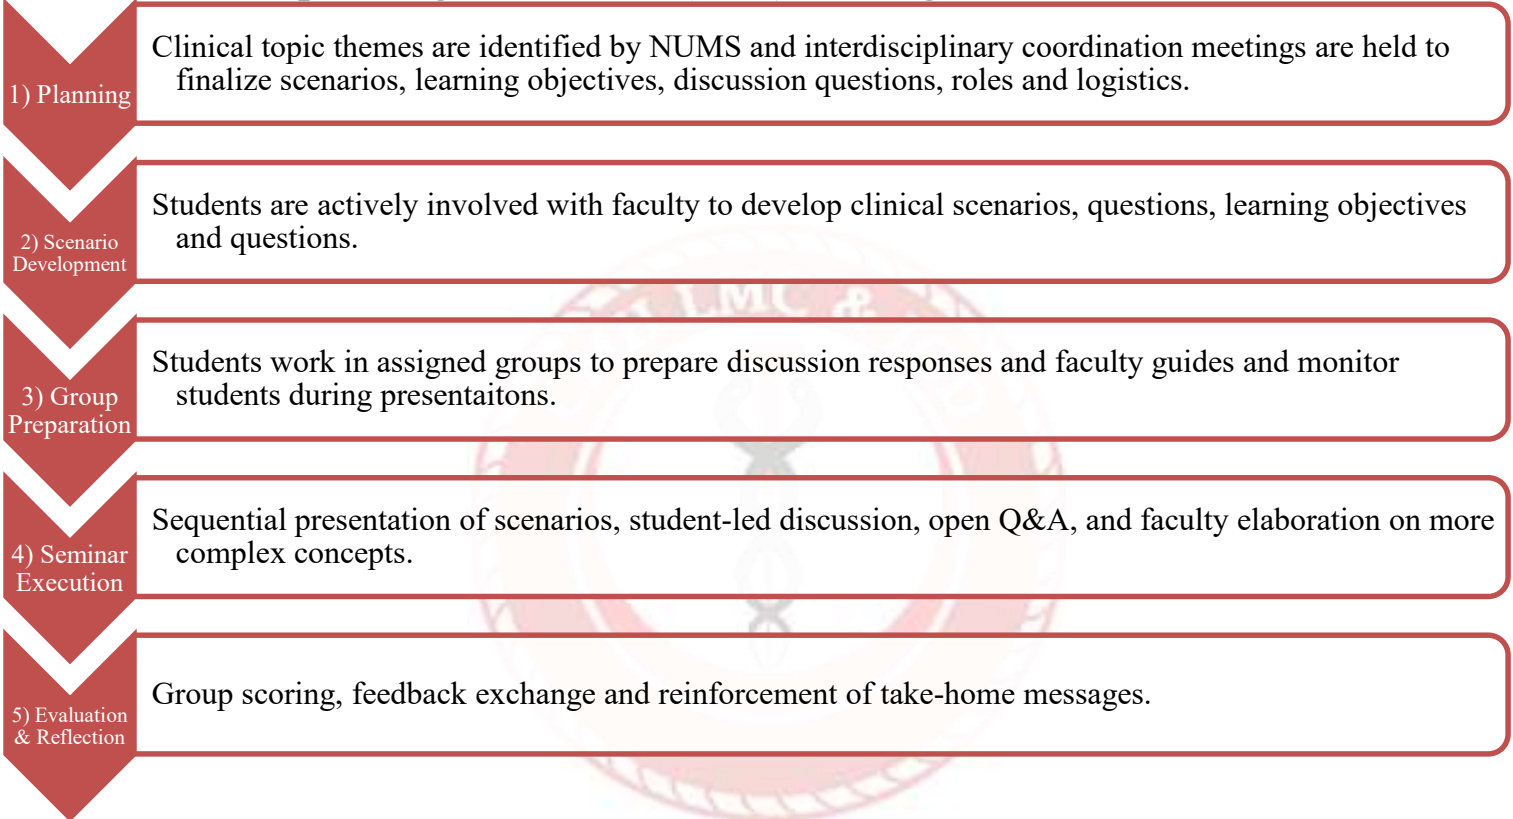 1) Planning
Clinical topic themes are identified by NUMS and interdisciplinary coordination meetings are held to
finalize scenarios, learning objectives, discussion questions, roles and logistics.
2) Scenario
Development
Students are actively involved with faculty to develop clinical scenarios, questions, learning objectives
and questions.
3) Group
Preparation
Students work in assigned groups to prepare discussion responses and faculty guides and monitor
students during presentaitons.
4) Seminar
Execution
Sequential presentation of scenarios, student-led discussion, open Q&A, and faculty elaboration on more
complex concepts.
5) Evaluation
& Reflection
Group scoring, feedback exchange and reinforcement of take-home messages.
LMC &